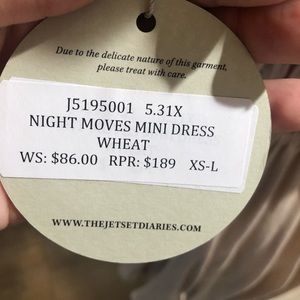 Due to the delicate nature of this garment,
please treat with care.
J5195001 5.31X
NIGHT MOVES MINI DRESS
WHEAT
WS: $86.00 RPR: $189 XS-L
WWW.THEJETSETDIARIES.COM